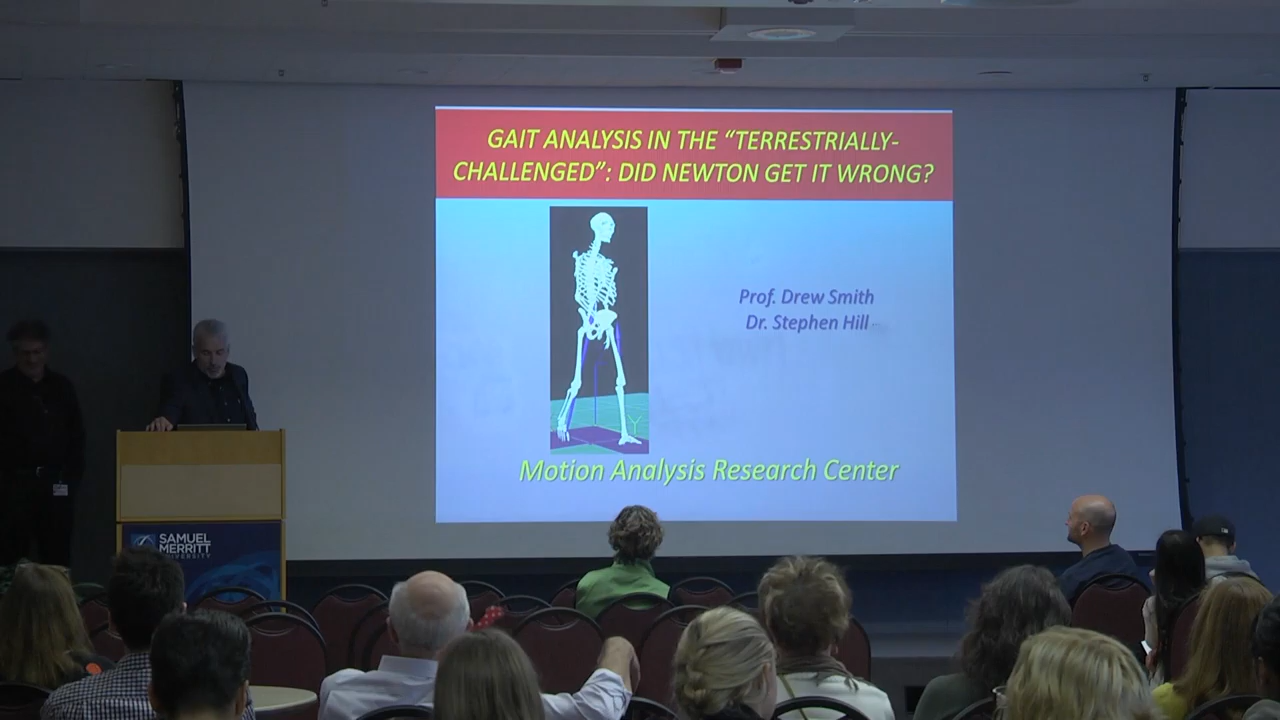 GAIT ANALYSIS IN THE “TERRESTRIALLY-
CHALLENGED”: DID NEWTON GET IT WRONG?
Prof. Drew Smith
Dr. Stephen Hill
Y
Motion Analysis Research Center
SAMUEL
MERRITT
UNIVERSITY